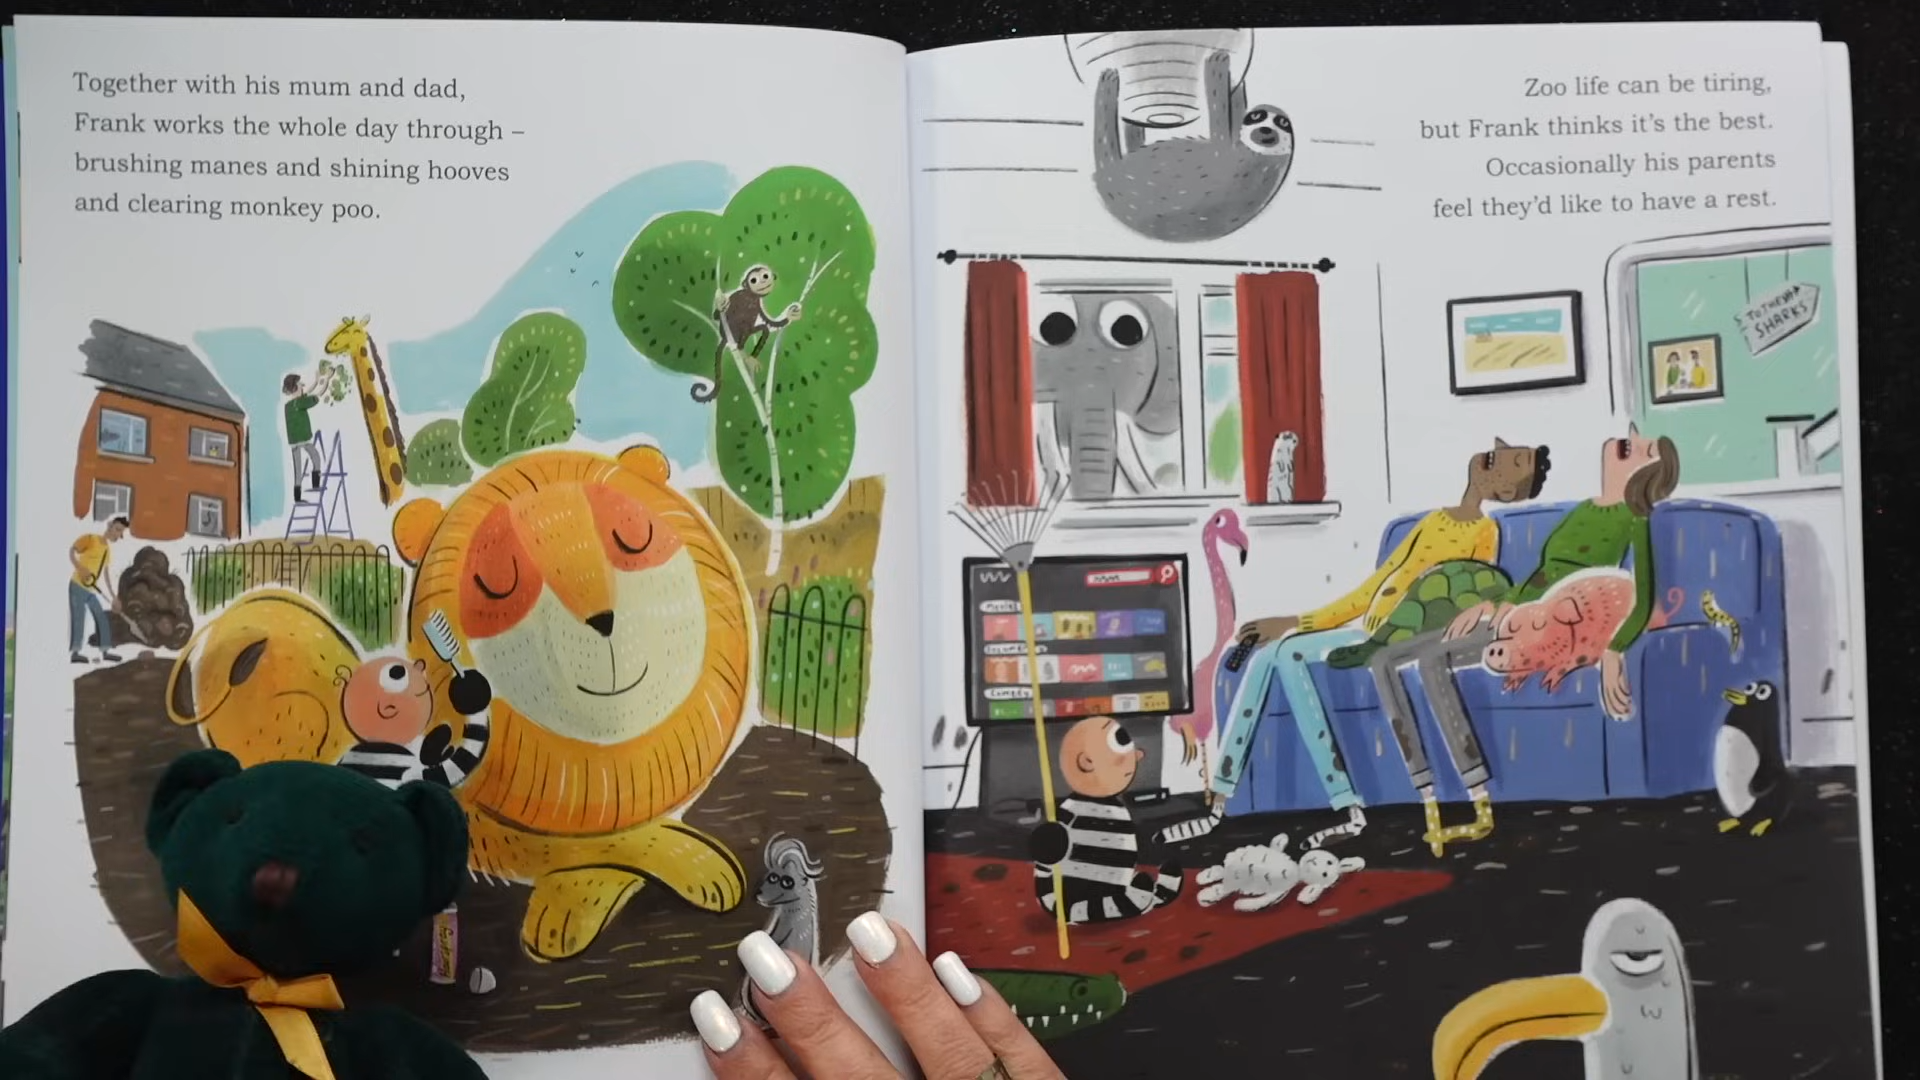 Together with his mum and dad,
Frank works the whole day through –
brushing manes and shining hooves
and clearing monkey poo.
Zoo life can be tiring,
but Frank thinks it's the best.
Occasionally his parents
feel they'd like to have a rest.
TO THE
SHARKS
Movies
Comedy